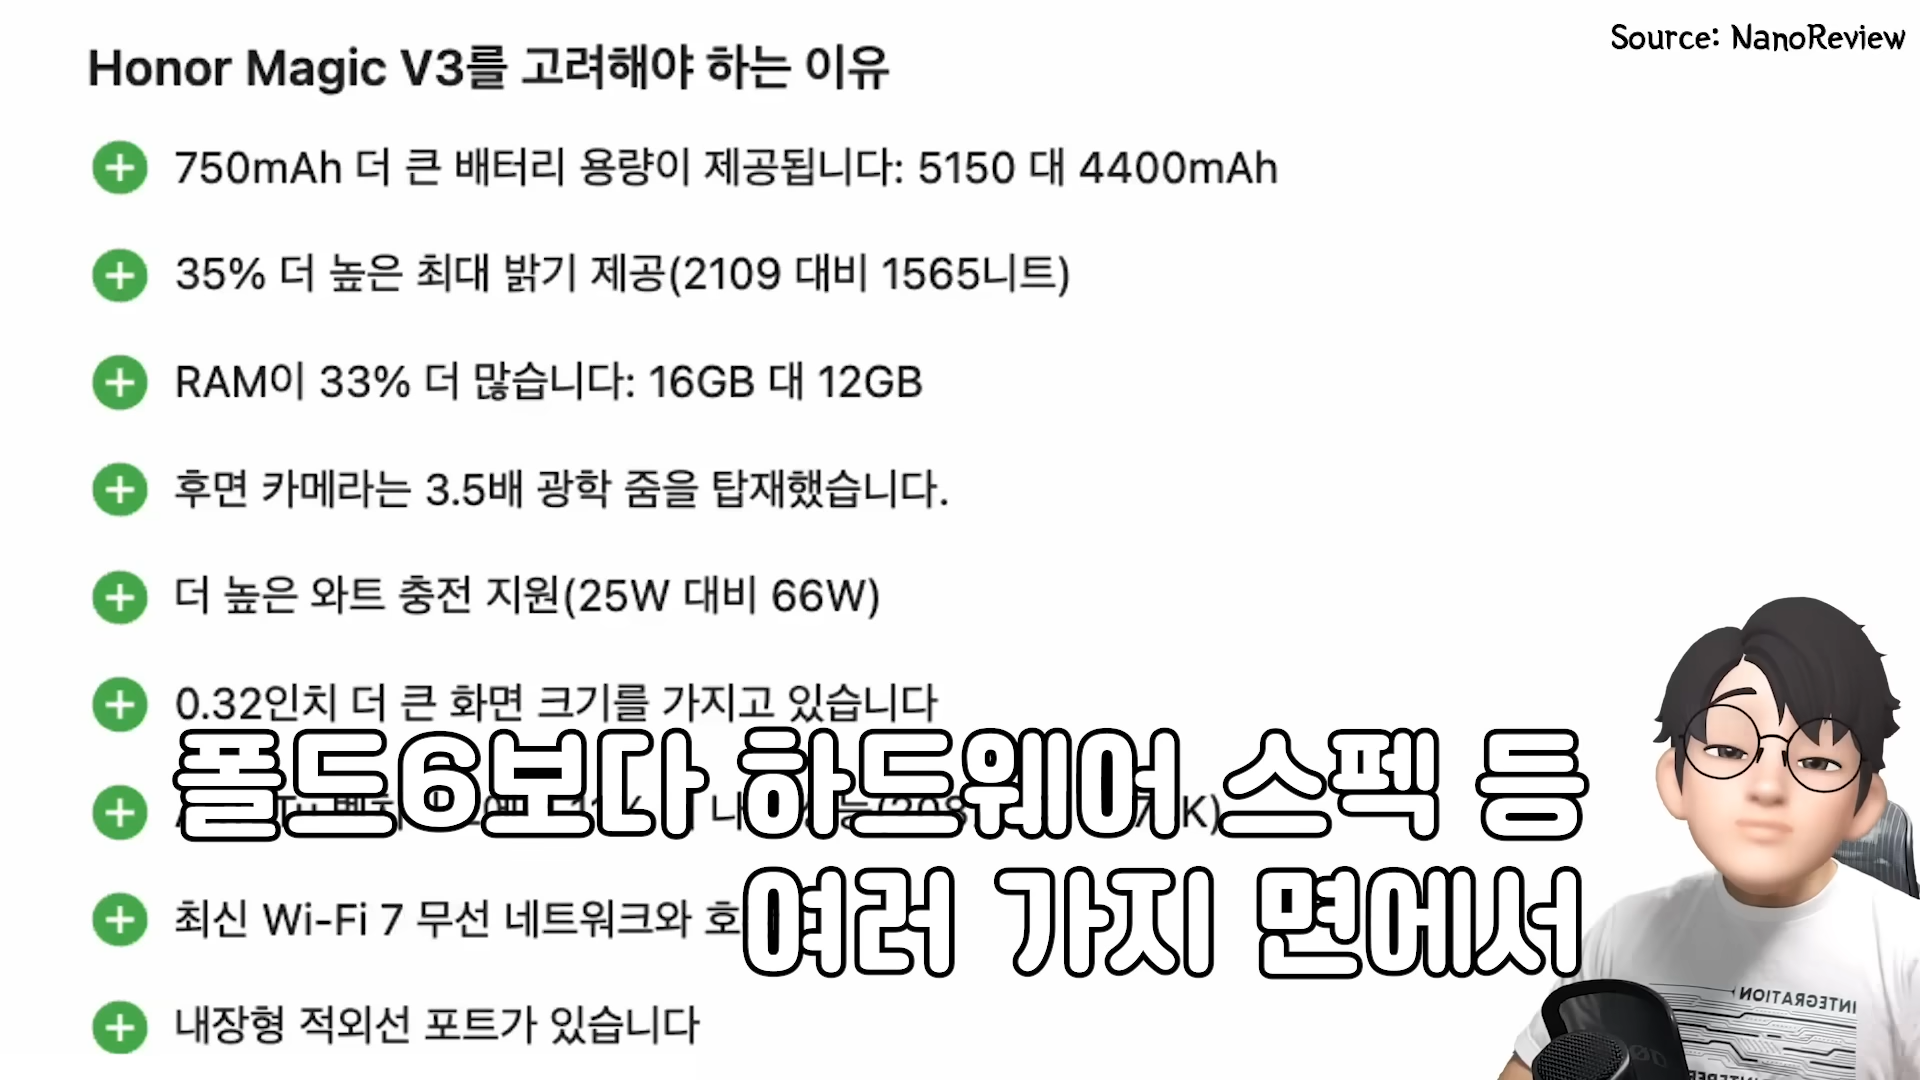 Source: NanoReview
Honor Magic V3를 고려해야 하는 이유
750mAh 더 큰 배터리 용량이 제공됩니다: 5150 대 4400mAh
35% 더 높은 최대 밝기 제공(2109 대비 1565니트)
RAM이 33% 더 많습니다: 16GB 대 12GB
후면 카메라는 3.5배 광학 줌을 탑재했습니다.
더 높은 와트 충전 지원(25W 대비 66W)
0.32인치 더 큰 화면 크기를 가지고 있습니다
폴드6보다 하드웨어 스펙 등
여러 가지 면에서
최신 Wi-Fi 7 무선 네트워크와
내장형 적외선 포트가 있습니다
INTEGRATION